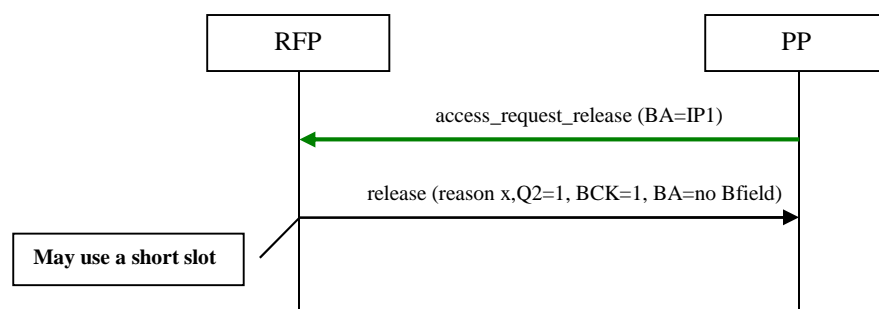 RFP
PP
access_request_release (BA=IP1)
release (reason x,Q2=1, BCK=1, BA=no Bfield)
May use a short slot